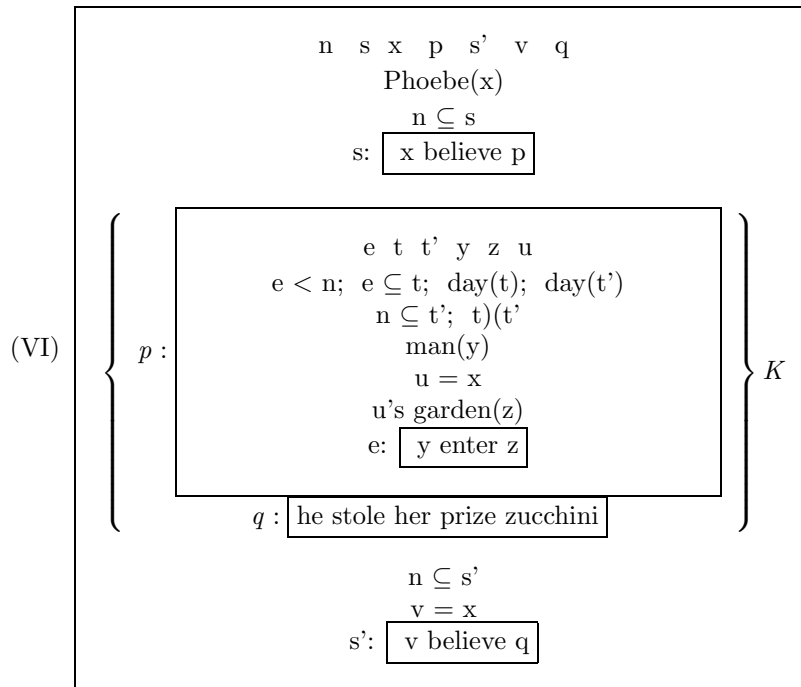 n s x p s’ v q
Phoebe(x)
n ⊆ s
s: x believe p
e t t’ y z u
e < n; e ⊆ t; day(t); day(t’)
n ⊆ t’; t)(t’
(VI) p : man(y) K
u = x
u's garden(z)
e: y enter z
q : he stole her prize zucchini
n ⊆ s’
v = x
s’: v believe q